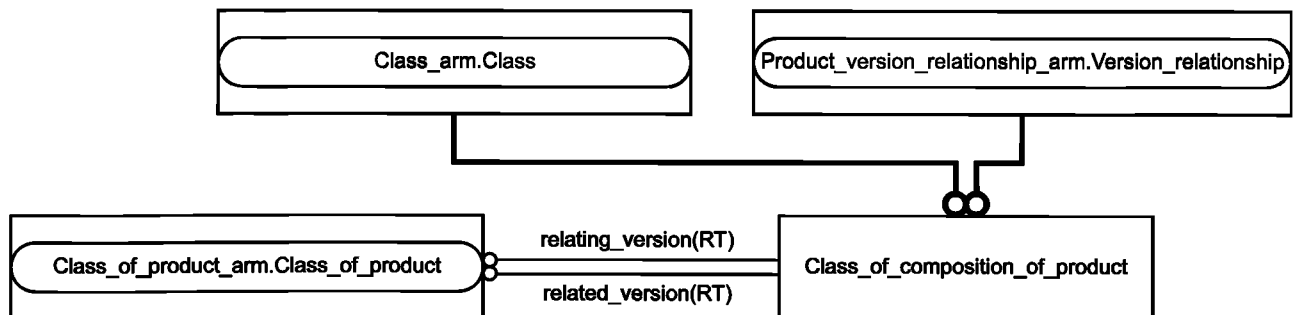 Class_arm.Class
Product_version_relationship_arm.Version_relationship
relating_version(RT)
Class_of_product_arm.Class_of_product
Class_of_composition_of_product
related_version(RT)